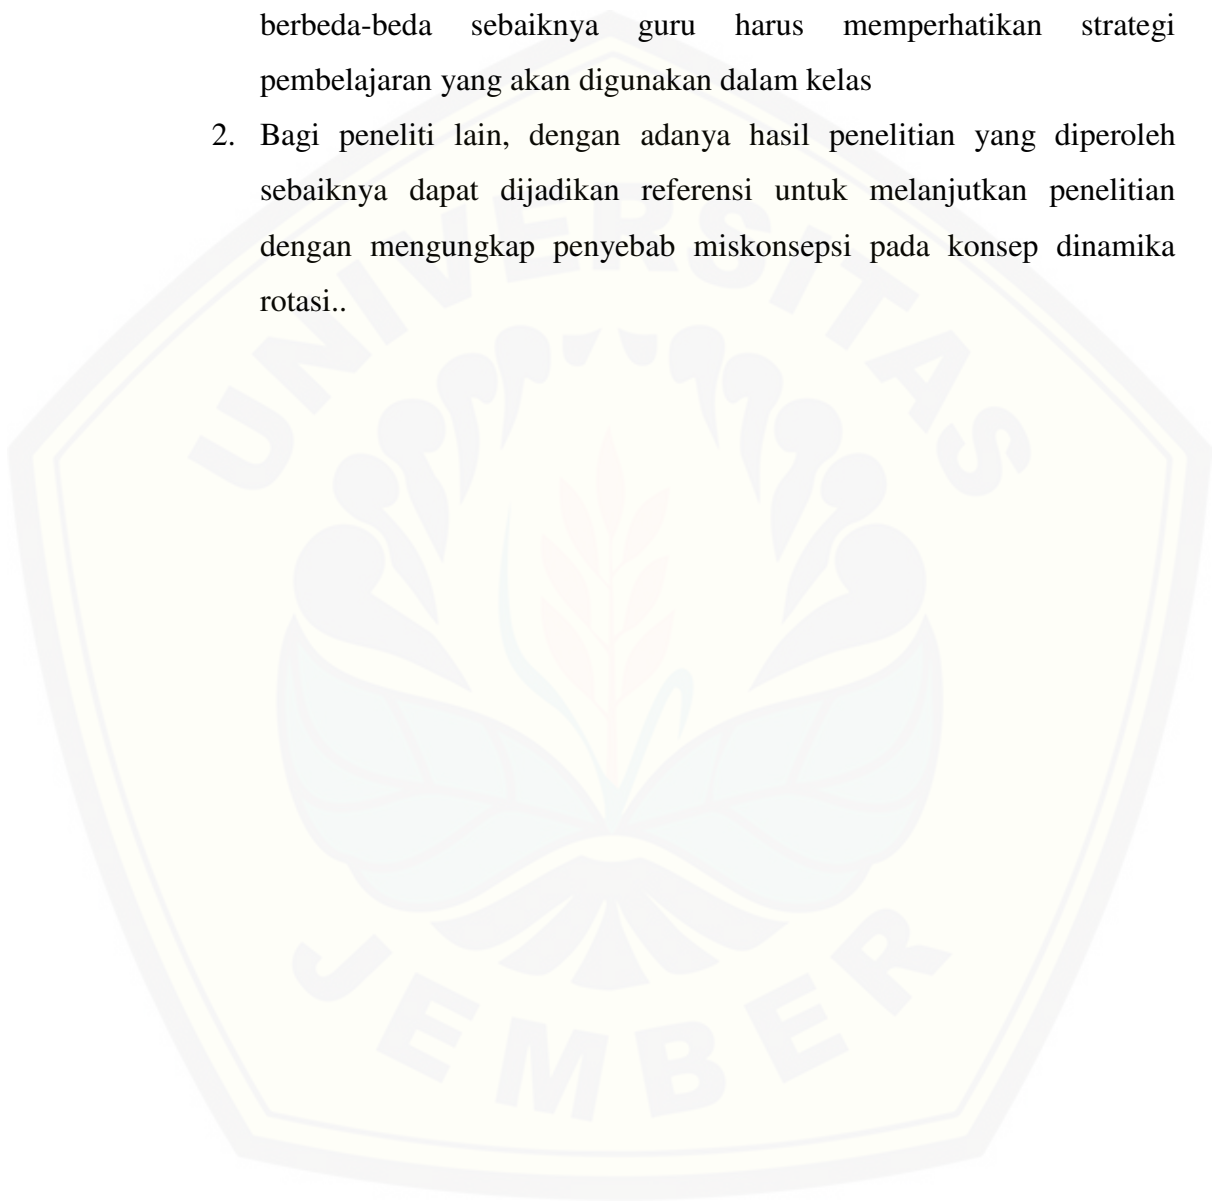 berbeda-beda sebaiknya guru harus memperhatikan strategi
pembelajaran yang akan digunakan dalam kelas
2. Bagi peneliti lain, dengan adanya hasil penelitian yang diperoleh
sebaiknya dapat dijadikan referensi untuk melanjutkan penelitian
dengan mengungkap penyebab miskonsepsi pada konsep dinamika
rotasi..
UNIVERSITAS
JEMBER